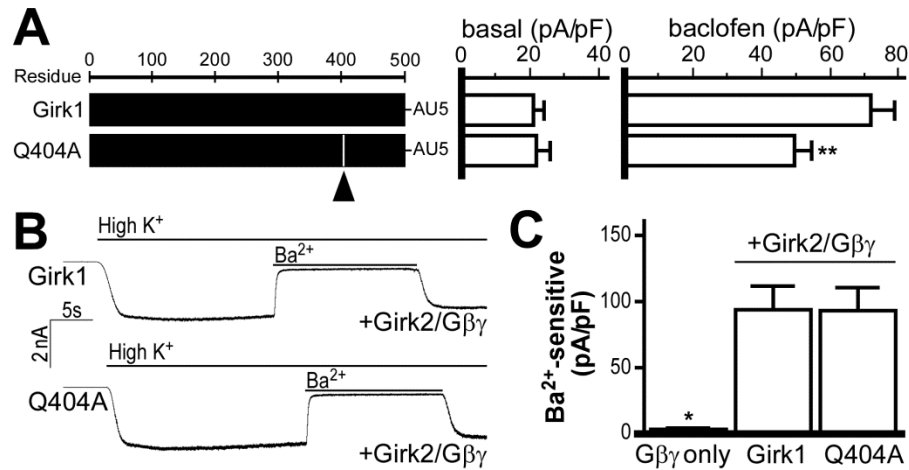 A
basal (pA/pF)
baclofen (pA/pF)
0 100 200 300 400 500
0 20 40
0 20 40 60 80
Residue
Girk1
AU5
Q404A
AU5
**
B
High K+
Ba2+
Girk1
5s
2 nA
+Girk2/Gβγ
High K+
Ba2+
Q404A
+Girk2/Gβγ
C
+Girk2/Gβγ
Ba2+-sensitive
(pA/pF)
150
100
50
0
*
Gβγ only Girk1 Q404A